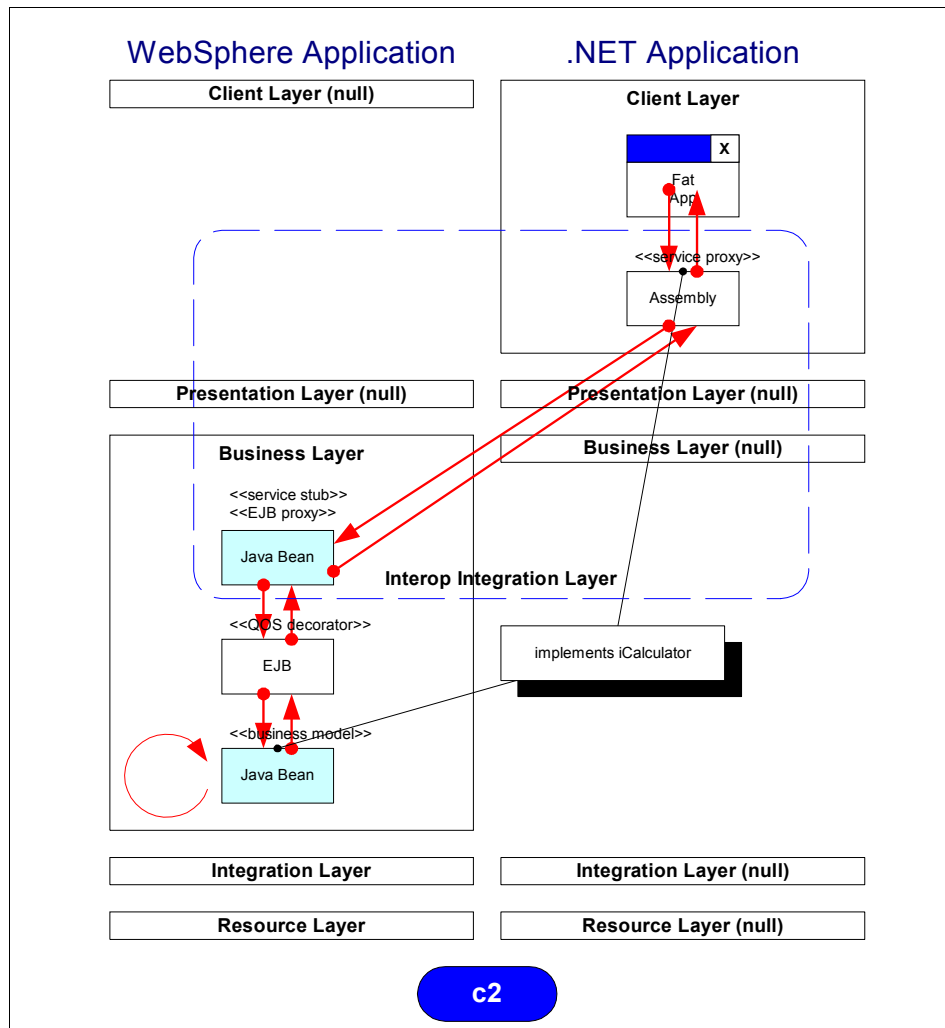 WebSphere Application
.NET Application
Client Layer (null)
Client Layer
X
Fat
App
<<service proxy>>
Assembly
Presentation Layer (null)
Presentation Layer (null)
Business Layer
Business Layer (null)
<<service stub>>
<<EJB proxy>>
Java Bean
Interop Integration Layer
<<QOS decorator>>
EJB
implements iCalculator
<<business model>>
Java Bean
Integration Layer
Integration Layer (null)
Resource Layer
Resource Layer (null)
c2